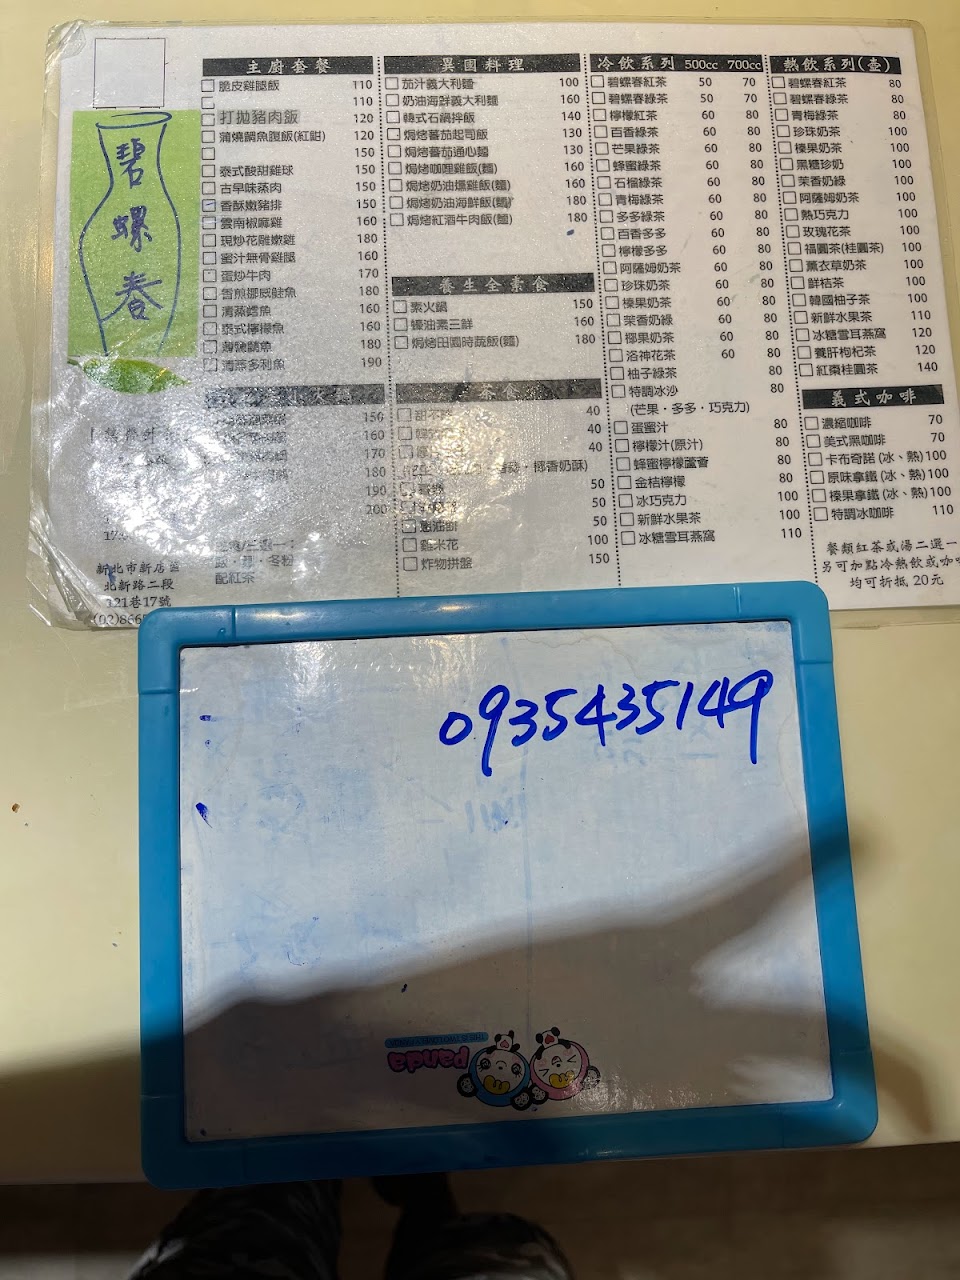 碧
螺
春
新北市新店區
北新路二段
121巷17號
主廚套餐
脆皮雞腿飯 110
110
打拋豬肉飯 120
蒲燒鯛魚腹飯(紅甜) 120
150
泰式酸甜雞球 150
古早味蒸肉 150
香酥嫩豬排 150
雲南椒麻雞 160
現炒花雕嫩雞 180
蜜汁無骨雞腿 160
蛋炒牛肉 170
香煎挪威鮭魚 180
清蒸鱈魚 160
泰式檸檬魚 160
180
清蒸多利魚 190
150
160
170
180
190
200
配紅茶
異國料理
茄汁義大利麵 100
奶油海鮮義大利麵 160
韓式石鍋拌飯 140
焗烤蕃茄起司飯 130
焗烤蕃茄通心麵 130
焗烤咖哩雞飯(麵) 160
焗烤奶油燻雞飯(麵) 160
焗烤奶油海鮮飯(麵) 180
焗烤紅酒牛肉飯(麵) 180
養生全素食
素火鍋 150
蠔油素三鮮 160
焗烤田園時蔬飯(麵) 180
茶食
40
40
40
椰香奶酥)
50
50
50
雞米花 100
炸物拼盤 150
冷飲系列 500cc 700cc
碧螺春紅茶 50 70
碧螺春綠茶 50 70
檸檬紅茶 60 80
百香綠茶 60 80
芒果綠茶 60 80
蜂蜜綠茶 60 80
石榴綠茶 60 80
青梅綠茶 60 80
多多綠茶 60 80
百香多多 60 80
檸檬多多 60 80
阿薩姆奶茶 60 80
珍珠奶茶 60 80
榛果奶茶 60 80
茉香奶綠 60 80
椰果奶茶 60 80
洛神花茶 60 80
柚子綠茶 80
特調冰沙 80
(芒果・多多・巧克力)
蛋蜜汁 80
檸檬汁(原汁) 80
蜂蜜檸檬蘆薈 80
金桔檸檬 80
冰巧克力 100
新鮮水果茶 100
冰糖雪耳燕窩 110
熱飲系列(壺)
碧螺春紅茶 80
碧螺春綠茶 80
青梅綠茶 80
珍珠奶茶 100
榛果奶茶 100
黑糖珍奶 100
茉香奶綠 100
阿薩姆奶茶 100
熱巧克力 100
玫瑰花茶 100
福圓茶(桂圓茶) 100
薰衣草奶茶 100
鮮桔茶 100
韓國柚子茶 100
新鮮水果茶 110
冰糖雪耳燕窩 120
養肝枸杞茶 120
紅棗桂圓茶 140
義式咖啡
濃縮咖啡 70
美式黑咖啡 70
卡布奇諾 (冰、熱) 100
原味拿鐵 (冰、熱) 100
榛果拿鐵 (冰、熱) 100
特調冰咖啡 110
餐類紅茶或湯二選一
另可加點冷熱飲或咖啡
均可折抵 20元
0935435149
panda